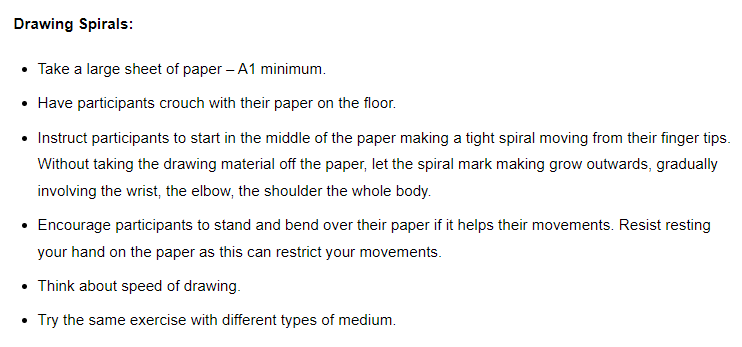 Drawing Spirals:
• Take a large sheet of paper – A1 minimum.
• Have participants crouch with their paper on the floor.
• Instruct participants to start in the middle of the paper making a tight spiral moving from their finger tips.
Without taking the drawing material off the paper, let the spiral mark making grow outwards, gradually
involving the wrist, the elbow, the shoulder the whole body.
• Encourage participants to stand and bend over their paper if it helps their movements. Resist resting
your hand on the paper as this can restrict your movements.
• Think about speed of drawing.
• Try the same exercise with different types of medium.